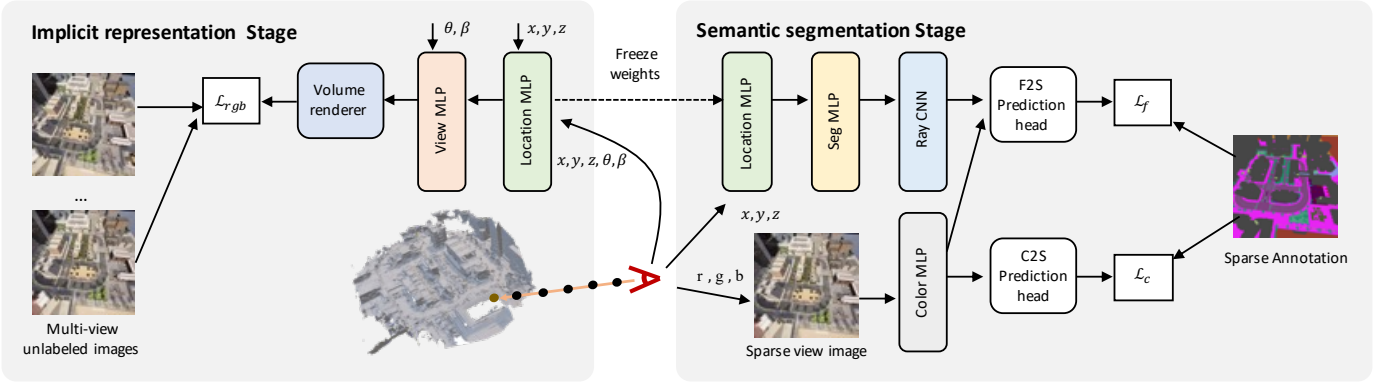 Implicit representation Stage
θ, β
x, y, z
ℒrgb
Volume
renderer
View MLP
Location MLP
x, y, z, θ, β
...
Multi-view
unlabeled images
Freeze
weights
Semantic segmentation Stage
Location MLP
Seg MLP
Ray CNN
F2S
Prediction
head
ℒf
x, y, z
r , g , b
Sparse view image
Color MLP
C2S
Prediction
head
ℒc
Sparse Annotation